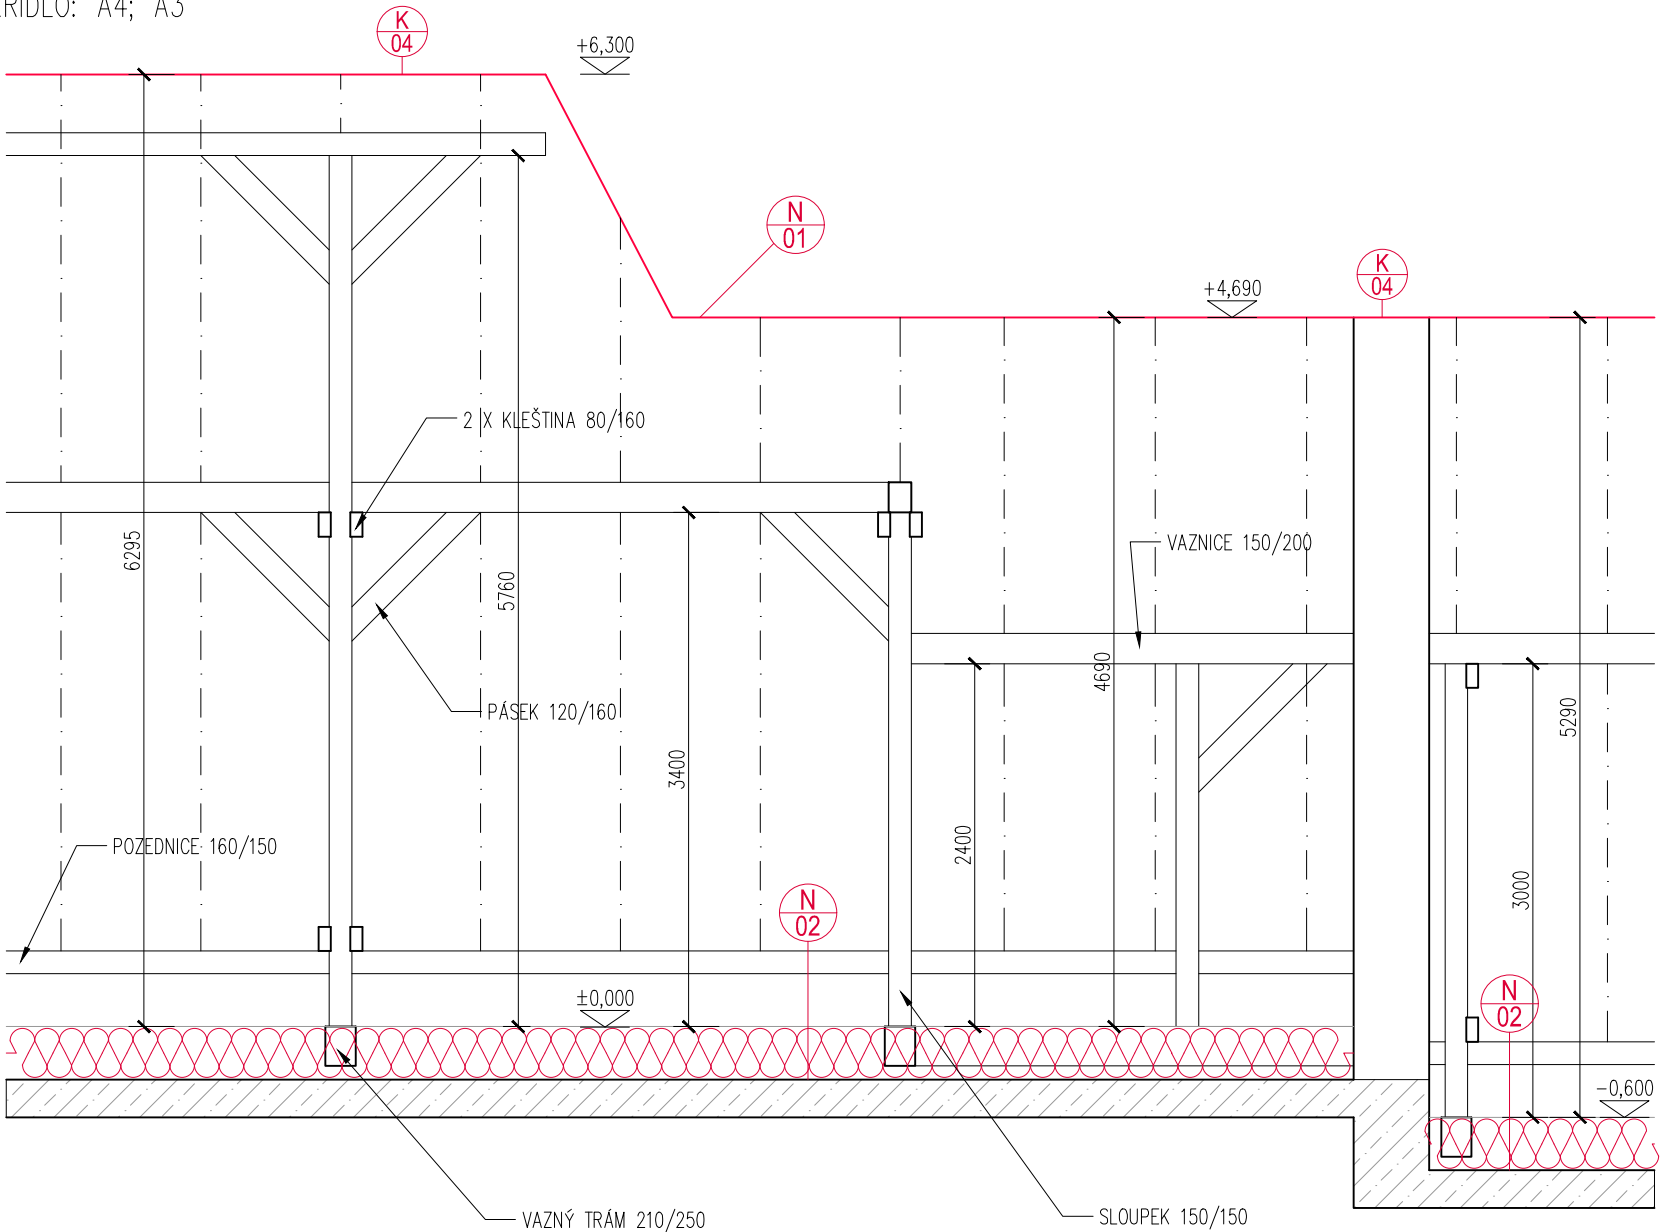 A4; A3
K
04
+6,300
N
01
K
04
+4,690
2 X KLEŠTINA 80/160
6295
5760
VAZNICE 150/200
4690
5290
PÁSEK 120/160
3400
2400
POZEDNICE 160/150
3000
N
02
±0,000
N
02
-0,600
VAZNÝ TRÁM 210/250
SLOUPEK 150/150